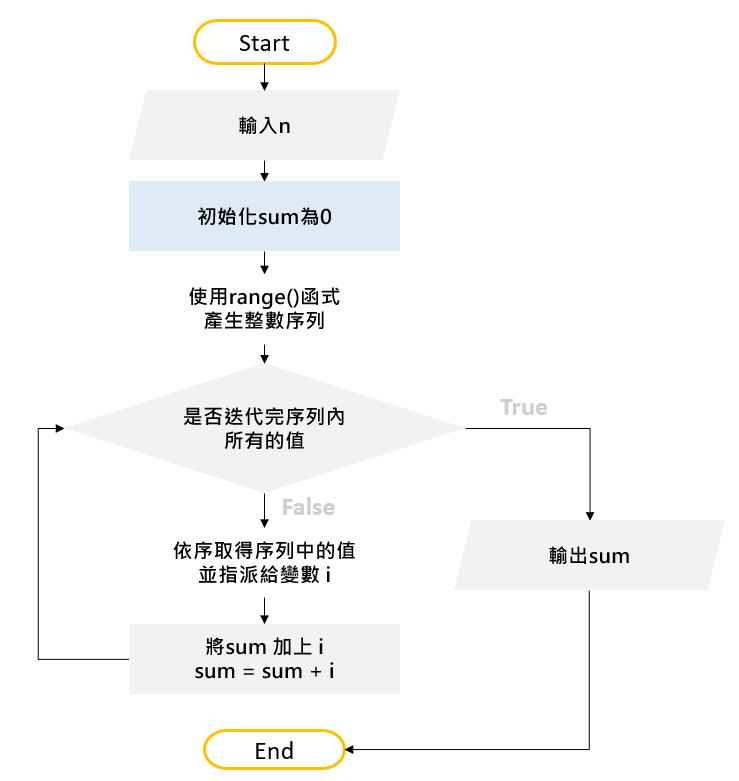 Start
輸入n
初始化sum為0
使用range()函式
產生整數序列
是否迭代完序列內
所有的值
True
False
依序取得序列中的值
並指派給變數 i
輸出sum
將sum 加上 i
sum = sum + i
End